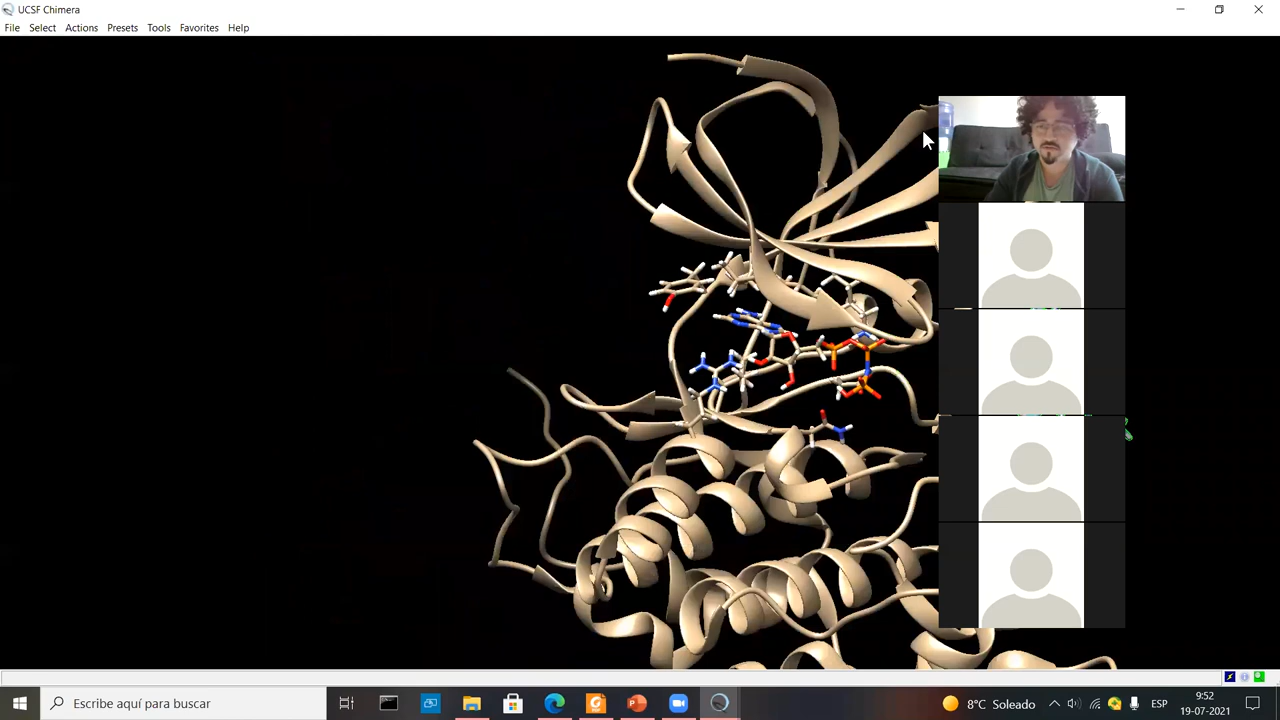 UCSF Chimera
File Select Actions Presets Tools Favorites Help
Escribe aquí para buscar
8°C Soleado
ESP
9:52
19-07-2021